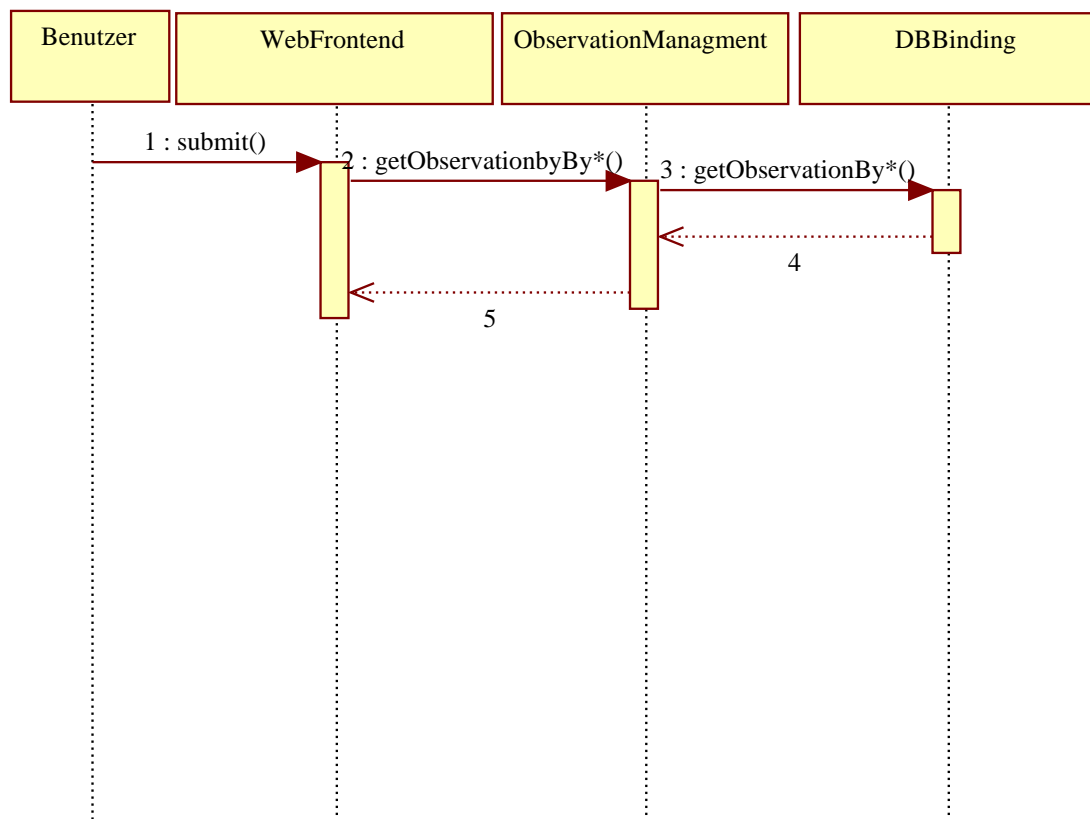 Benutzer
WebFrontend
ObservationManagment
DBBinding
1 : submit()
2 : getObservationbyBy*()
3 : getObservationBy*()
4
5